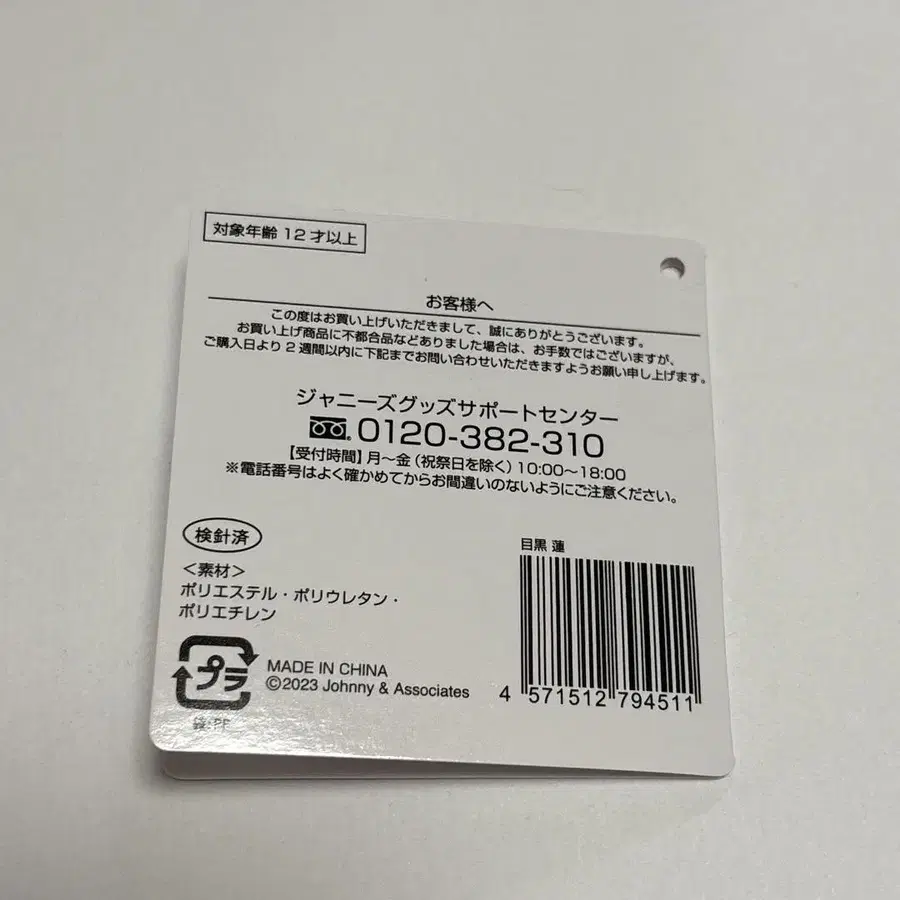 対象年齢 12 才以上
お客様へ
この度はお買い上げいただきまして、誠にありがとうございます。
お買い上げ商品に不都合品などありました場合は、お手数ではございますが、
ご購入日より 2 週間以内に下記までお問い合わせいただきますようお願い申し上げます。
ジャニーズグッズサポートセンター
0120-382-310
【受付時間】月～金（祝祭日を除く）10:00～18:00
※電話番号はよく確かめてからお間違いのないようにご注意ください。
検針済
＜素材＞
ポリエステル・ポリウレタン・
ポリエチレン
プラ
袋:PE
MADE IN CHINA
©2023 Johnny & Associates
目黒 蓮
4 571512 794511